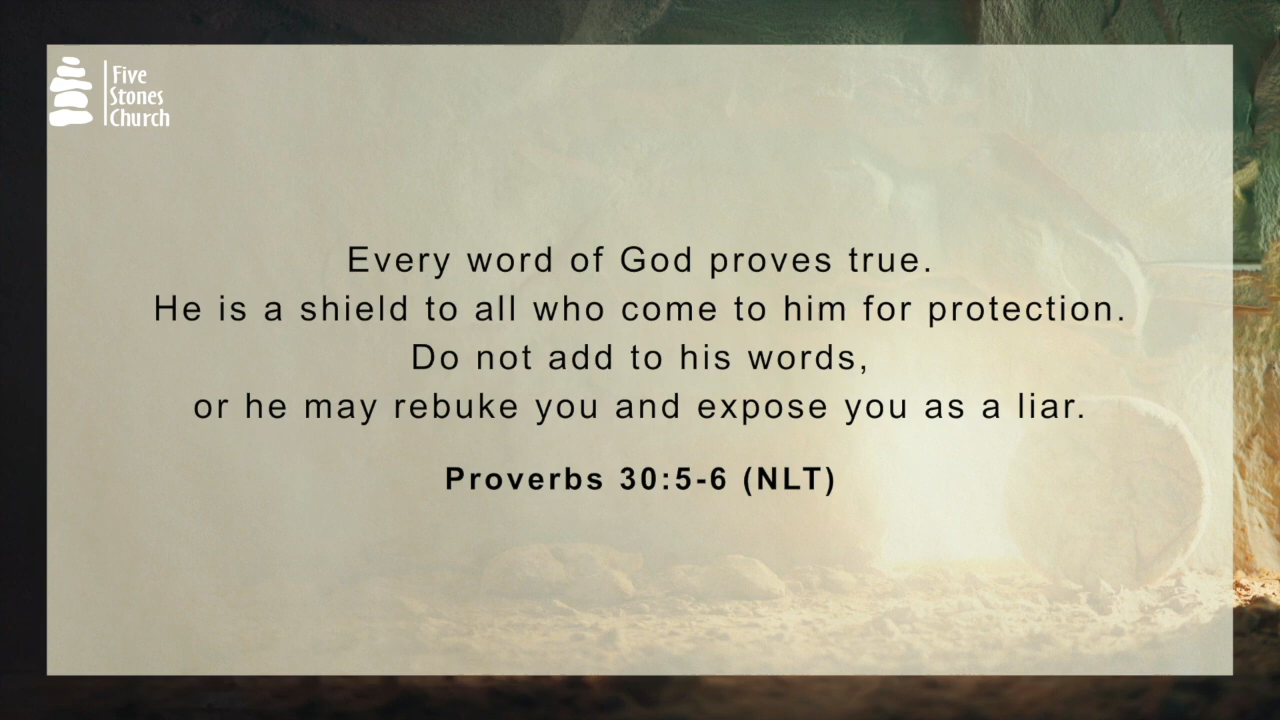 Five
Stones
Church
Every word of God proves true.
He is a shield to all who come to him for protection.
Do not add to his words,
or he may rebuke you and expose you as a liar.
Proverbs 30:5-6 (NLT)